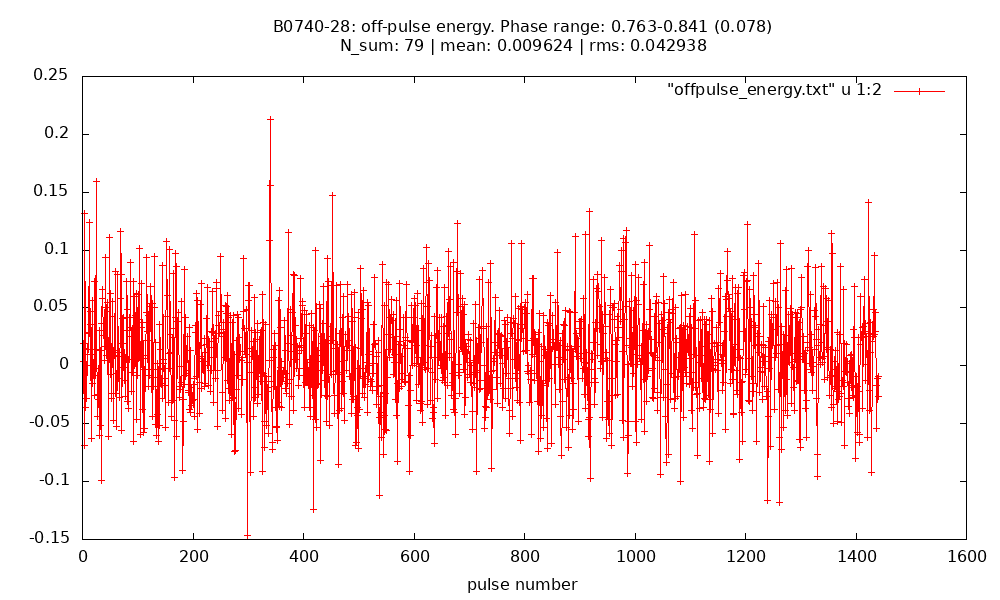 B0740-28: off-pulse energy. Phase range: 0.763-0.841 (0.078)
N_sum: 79 | mean: 0.009624 | rms: 0.042938
"offpulse_energy.txt" u 1:2
0.25
0.2
0.15
0.1
0.05
0
-0.05
-0.1
-0.15
0 200 400 600 800 1000 1200 1400 1600
pulse number